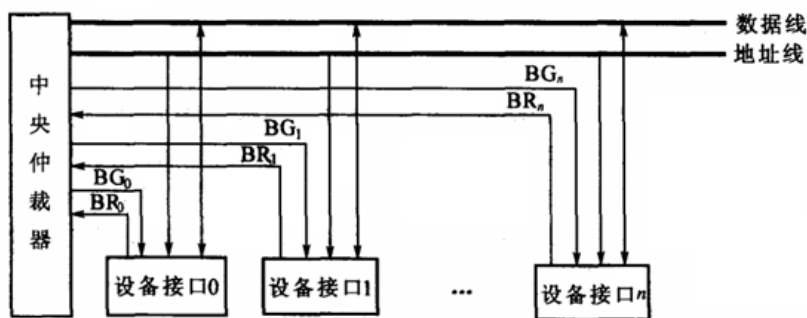 数据线
地址线
中央仲裁器
BGₙ
BRₙ
BG₁
BR₁
BG₀
BR₀
设备接口0
设备接口1
...
设备接口n